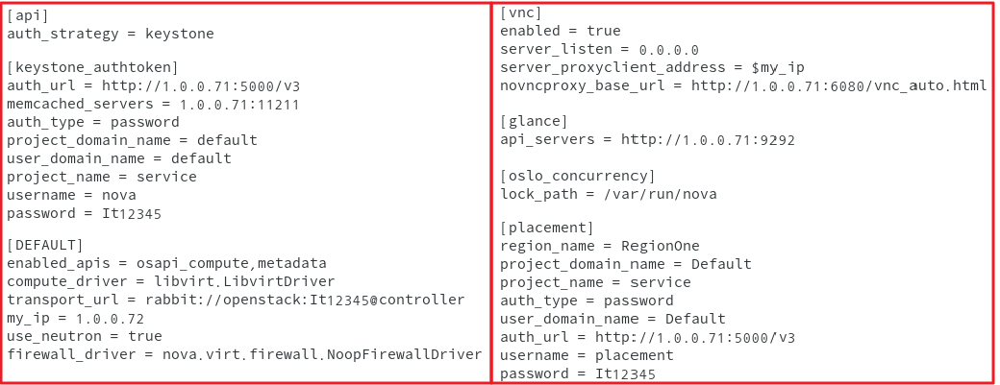 [api]
auth_strategy = keystone
[keystone_authtoken]
auth_url = http://1.0.0.71:5000/v3
memcached_servers = 1.0.0.71:11211
auth_type = password
project_domain_name = default
user_domain_name = default
project_name = service
username = nova
password = It12345
[DEFAULT]
enabled_apis = osapi_compute,metadata
compute_driver = libvirt.LibvirtDriver
transport_url = rabbit://openstack:It12345@controller
my_ip = 1.0.0.72
use_neutron = true
firewall_driver = nova.virt.firewall.NoopFirewallDriver
[vnc]
enabled = true
server_listen = 0.0.0.0
server_proxyclient_address = $my_ip
novncproxy_base_url = http://1.0.0.71:6080/vnc_auto.html
[glance]
api_servers = http://1.0.0.71:9292
[oslo_concurrency]
lock_path = /var/run/nova
[placement]
region_name = RegionOne
project_domain_name = Default
project_name = service
auth_type = password
user_domain_name = Default
auth_url = http://1.0.0.71:5000/v3
username = placement
password = It12345